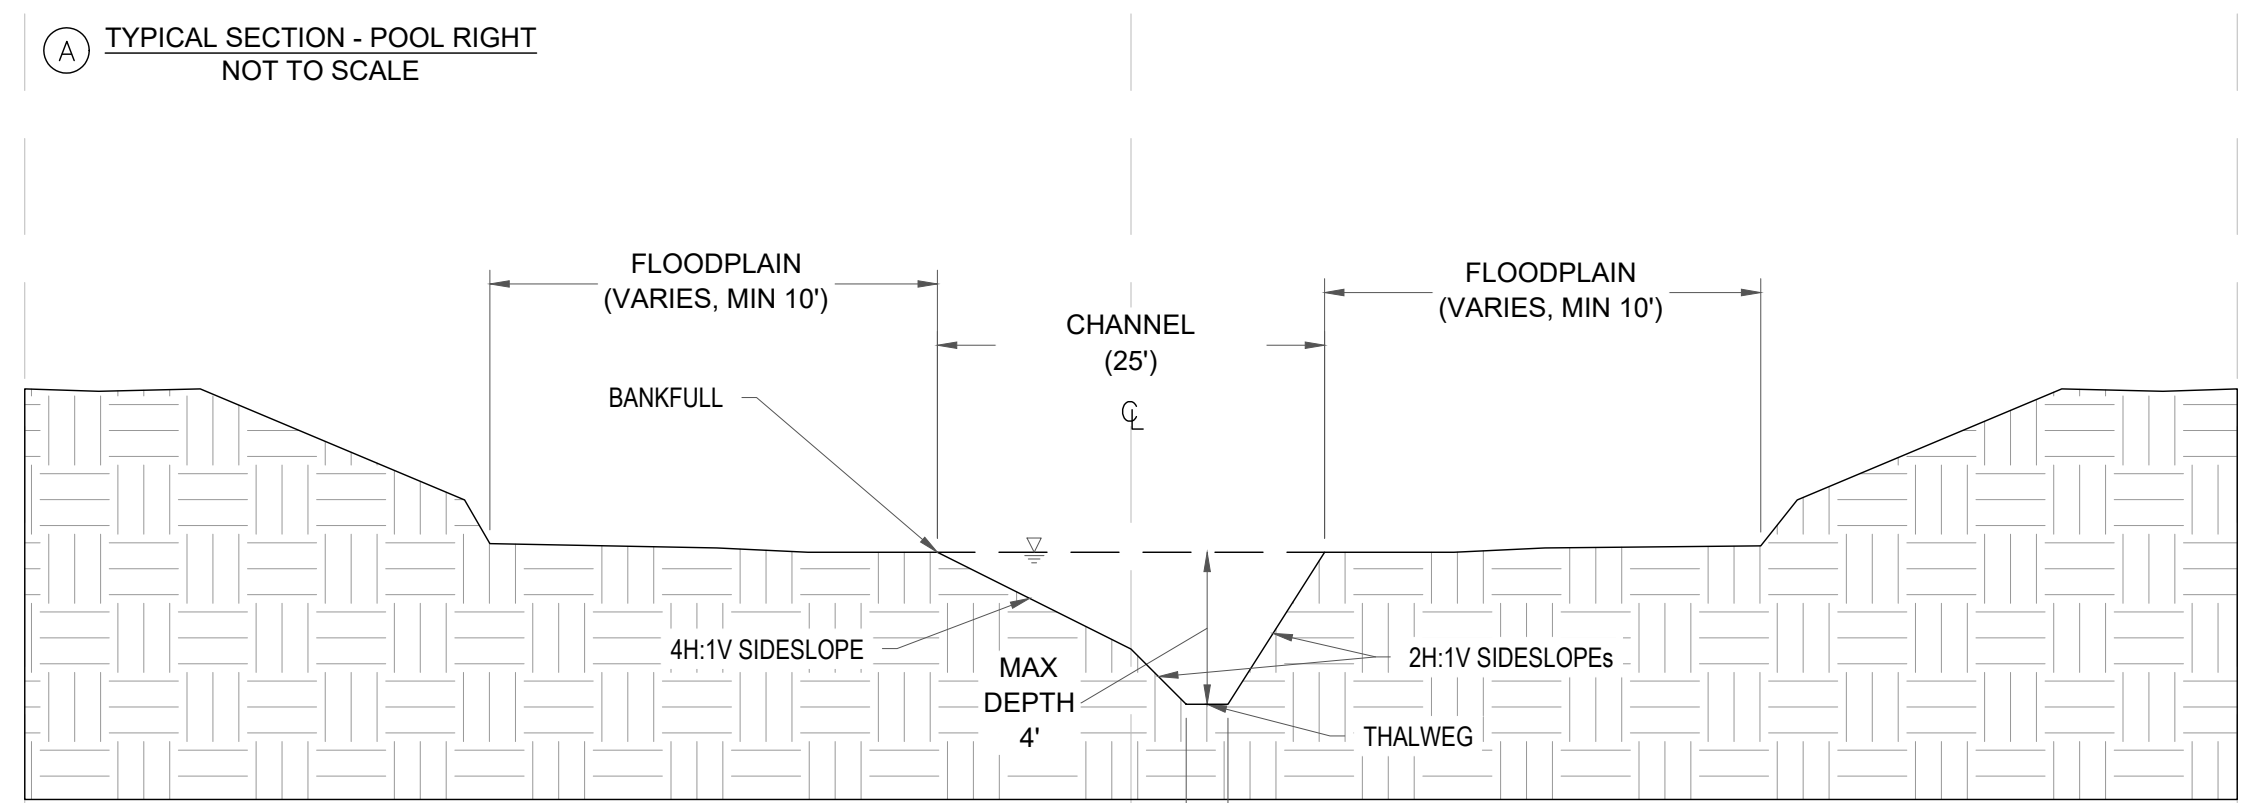 A
TYPICAL SECTION - POOL RIGHT
NOT TO SCALE
FLOODPLAIN
(VARIES, MIN 10')
FLOODPLAIN
(VARIES, MIN 10')
CHANNEL
(25')
BANKFULL
℄
4H:1V SIDESLOPE
MAX
DEPTH
4'
2H:1V SIDESLOPEs
THALWEG